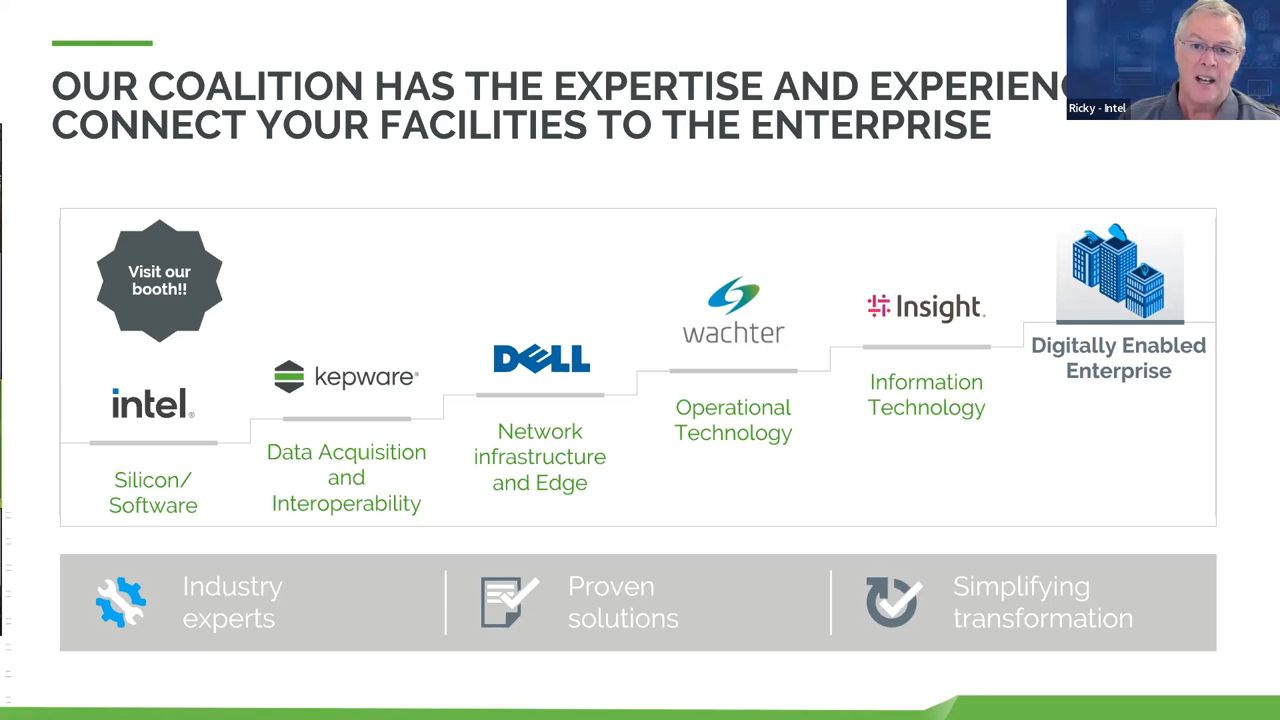 OUR COALITION HAS THE EXPERTISE AND EXPERIENC
CONNECT YOUR FACILITIES TO THE ENTERPRISE
Ricky - Intel
Visit our
booth!!
intel®
Silicon/
Software
kepware®
Data Acquisition
and
Interoperability
DELL
Network
infrastructure
and Edge
wachter
Operational
Technology
Insight®
Information
Technology
Digitally Enabled
Enterprise
Industry
experts
Proven
solutions
Simplifying
transformation